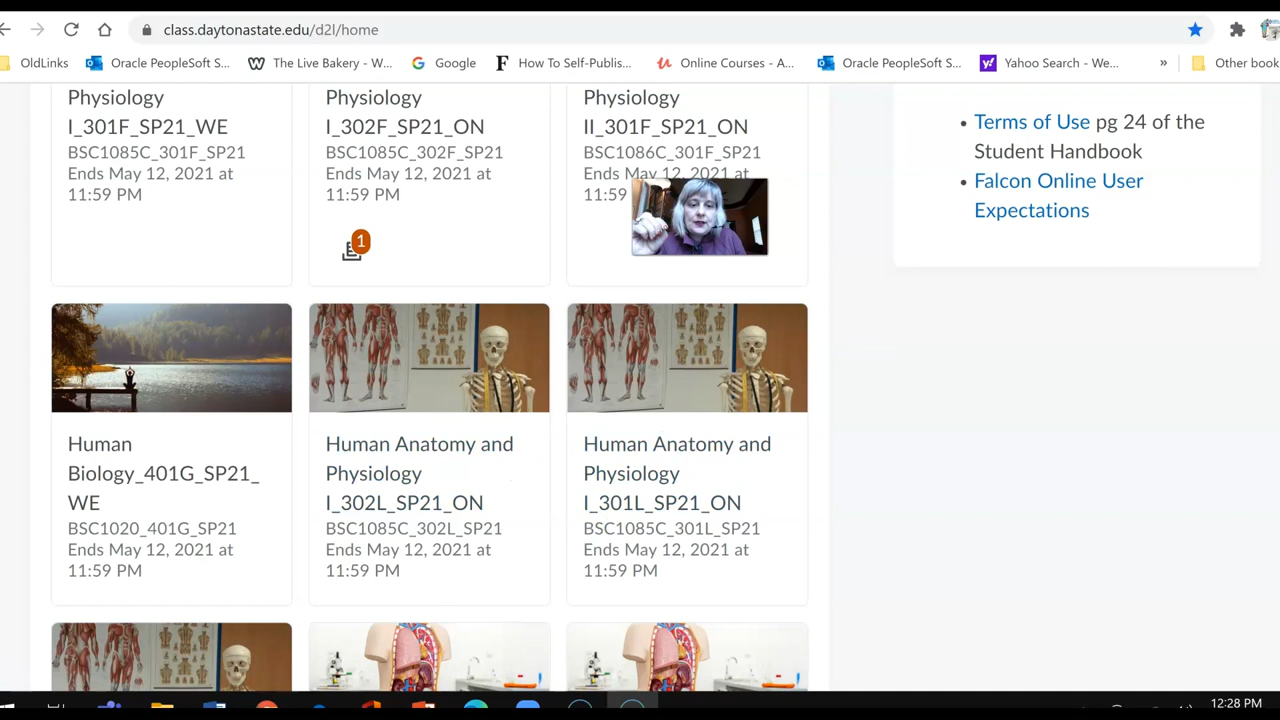 class.daytonastate.edu/d2l/home
OldLinks
Oracle PeopleSoft S...
The Live Bakery - W...
Google
How To Self-Publis...
Online Courses - A...
Oracle PeopleSoft S...
Yahoo Search - We...
»
Other book
Physiology
I_301F_SP21_WE
BSC1085C_301F_SP21
Ends May 12, 2021 at
11:59 PM
Physiology
I_302F_SP21_ON
BSC1085C_302F_SP21
Ends May 12, 2021 at
11:59 PM
1
Physiology
II_301F_SP21_ON
BSC1086C_301F_SP21
Ends May 12, 2021 at
11:59
Terms of Use pg 24 of the
Student Handbook
Falcon Online User
Expectations
Human
Biology_401G_SP21_
WE
BSC1020_401G_SP21
Ends May 12, 2021 at
11:59 PM
Human Anatomy and
Physiology
I_302L_SP21_ON
BSC1085C_302L_SP21
Ends May 12, 2021 at
11:59 PM
Human Anatomy and
Physiology
I_301L_SP21_ON
BSC1085C_301L_SP21
Ends May 12, 2021 at
11:59 PM
12:28 PM